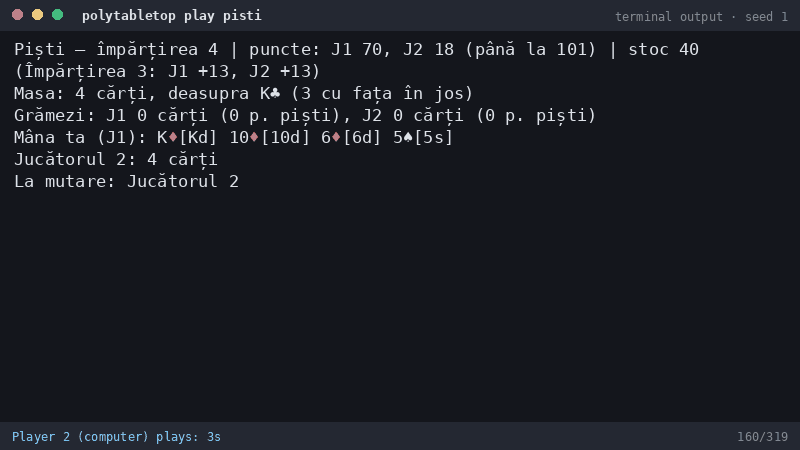 polytabletop play pisti
terminal output · seed 1
Piști — împărțirea 4 | puncte: J1 70, J2 18 (până la 101) | stoc 40
(Împărțirea 3: J1 +13, J2 +13)
Masa: 4 cărți, deasupra K♣ (3 cu fața în jos)
Grămezi: J1 0 cărți (0 p. piști), J2 0 cărți (0 p. piști)
Mâna ta (J1): K♦[Kd] 10♦[10d] 6♦[6d] 5♠[5s]
Jucătorul 2: 4 cărți
La mutare: Jucătorul 2
Player 2 (computer) plays: 3s
160/319